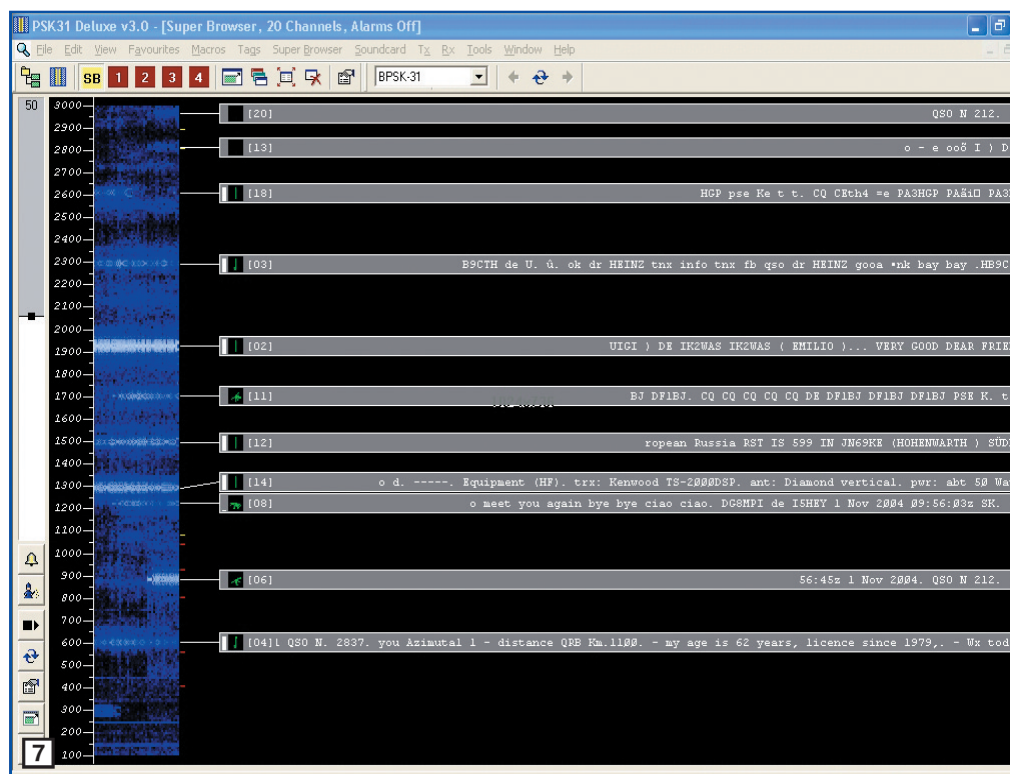 PSK31 Deluxe v3.0 - [Super Browser, 20 Channels, Alarms Off]
File Edit View Favourites Macros Tags Super Browser Soundcard Tx Rx Tools Window Help
SB 1 2 3 4 BPSK-31
50
3000
2900
2800
2700
2600
2500
2400
2300
2200
2100
2000
1900
1800
1700
1600
1500
1400
1300
1200
1100
1000
900
800
700
600
500
400
300
200
100
[20] QSO N 212.
[13] o - e ooõ I ) D
[18] HGP pse Ke t t. CQ CEth4 =e PA3HGP PAãi□ PA3
[03] B9CTH de U. û. ok dr HEINZ tnx info tnx fb qso dr HEINZ gooa •nk bay bay .HB9C
[02] UIGI ) DE IK2WAS IK2WAS ( EMILIO )... VERY GOOD DEAR FRIE
[11] BJ DF1BJ. CQ CQ CQ CQ CQ DE DF1BJ DF1BJ DF1BJ PSE K. t
[12] ropean Russia RST IS 599 IN JN69KE (HOHENWARTH ) SÜD
[14] o d. -----. Equipment (HF). trx: Kenwood TS-2000DSP. ant: Diamond vertical. pwr: abt 50 Wa
[08] o meet you again bye bye ciao ciao. DG8MPI de I5HEY 1 Nov 2004 09:56:03z SK.
[06] 56:45z 1 Nov 2004. QSO N 212.
[04] l QSO N. 2837. you Azimutal 1 - distance QRB Km.1100. - my age is 62 years, licence since 1979,. - Wx tod
7